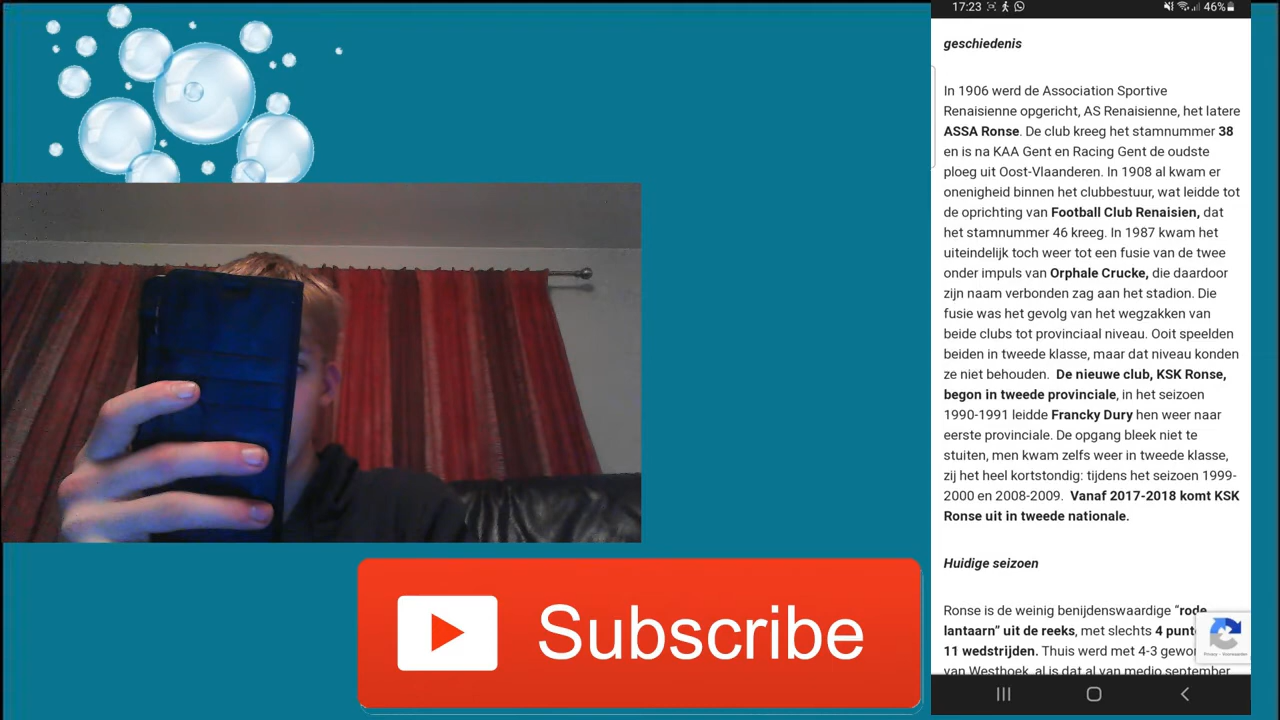 17:23
46%
geschiedenis
In 1906 werd de Association Sportive
Renaisienne opgericht, AS Renaisienne, het latere
ASSA Ronse. De club kreeg het stamnummer 38
en is na KAA Gent en Racing Gent de oudste
ploeg uit Oost-Vlaanderen. In 1908 al kwam er
onenigheid binnen het clubbestuur, wat leidde tot
de oprichting van Football Club Renaisien, dat
het stamnummer 46 kreeg. In 1987 kwam het
uiteindelijk toch weer tot een fusie van de twee
onder impuls van Orphale Crucke, die daardoor
zijn naam verbonden zag aan het stadion. Die
fusie was het gevolg van het wegzakken van
beide clubs tot provinciaal niveau. Ooit speelden
beiden in tweede klasse, maar dat niveau konden
ze niet behouden. De nieuwe club, KSK Ronse,
begon in tweede provinciale, in het seizoen
1990-1991 leidde Francky Dury hen weer naar
eerste provinciale. De opgang bleek niet te
stuiten, men kwam zelfs weer in tweede klasse,
zij het heel kortstondig: tijdens het seizoen 1999-
2000 en 2008-2009. Vanaf 2017-2018 komt KSK
Ronse uit in tweede nationale.
Huidige seizoen
Ronse is de weinig benijdenswaardige “rode
lantaarn” uit de reeks, met slechts 4 punt
11 wedstrijden. Thuis werd met 4-3 gewo
van Westhoek, al is dat al van medio september
Subscribe